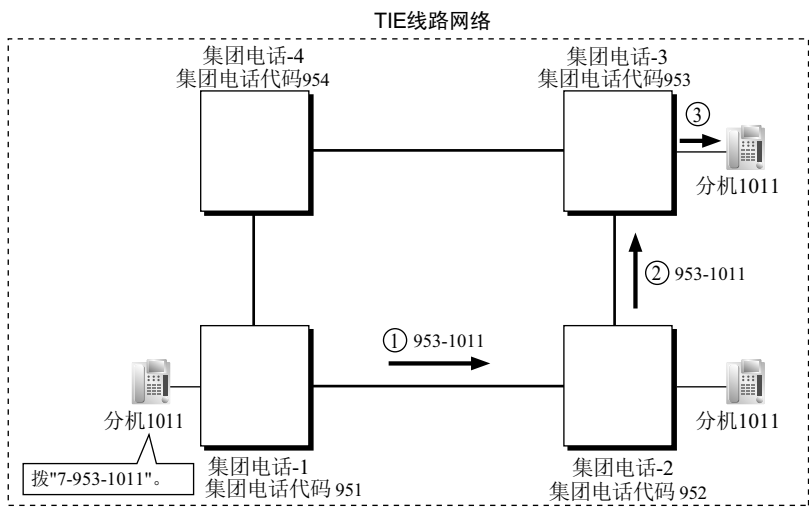 TIE线路网络
集团电话-4
集团电话代码954
集团电话-3
集团电话代码953
③
分机1011
② 953-1011
① 953-1011
分机1011
分机1011
拨"7-953-1011"。
集团电话-1
集团电话代码 951
集团电话-2
集团电话代码 952